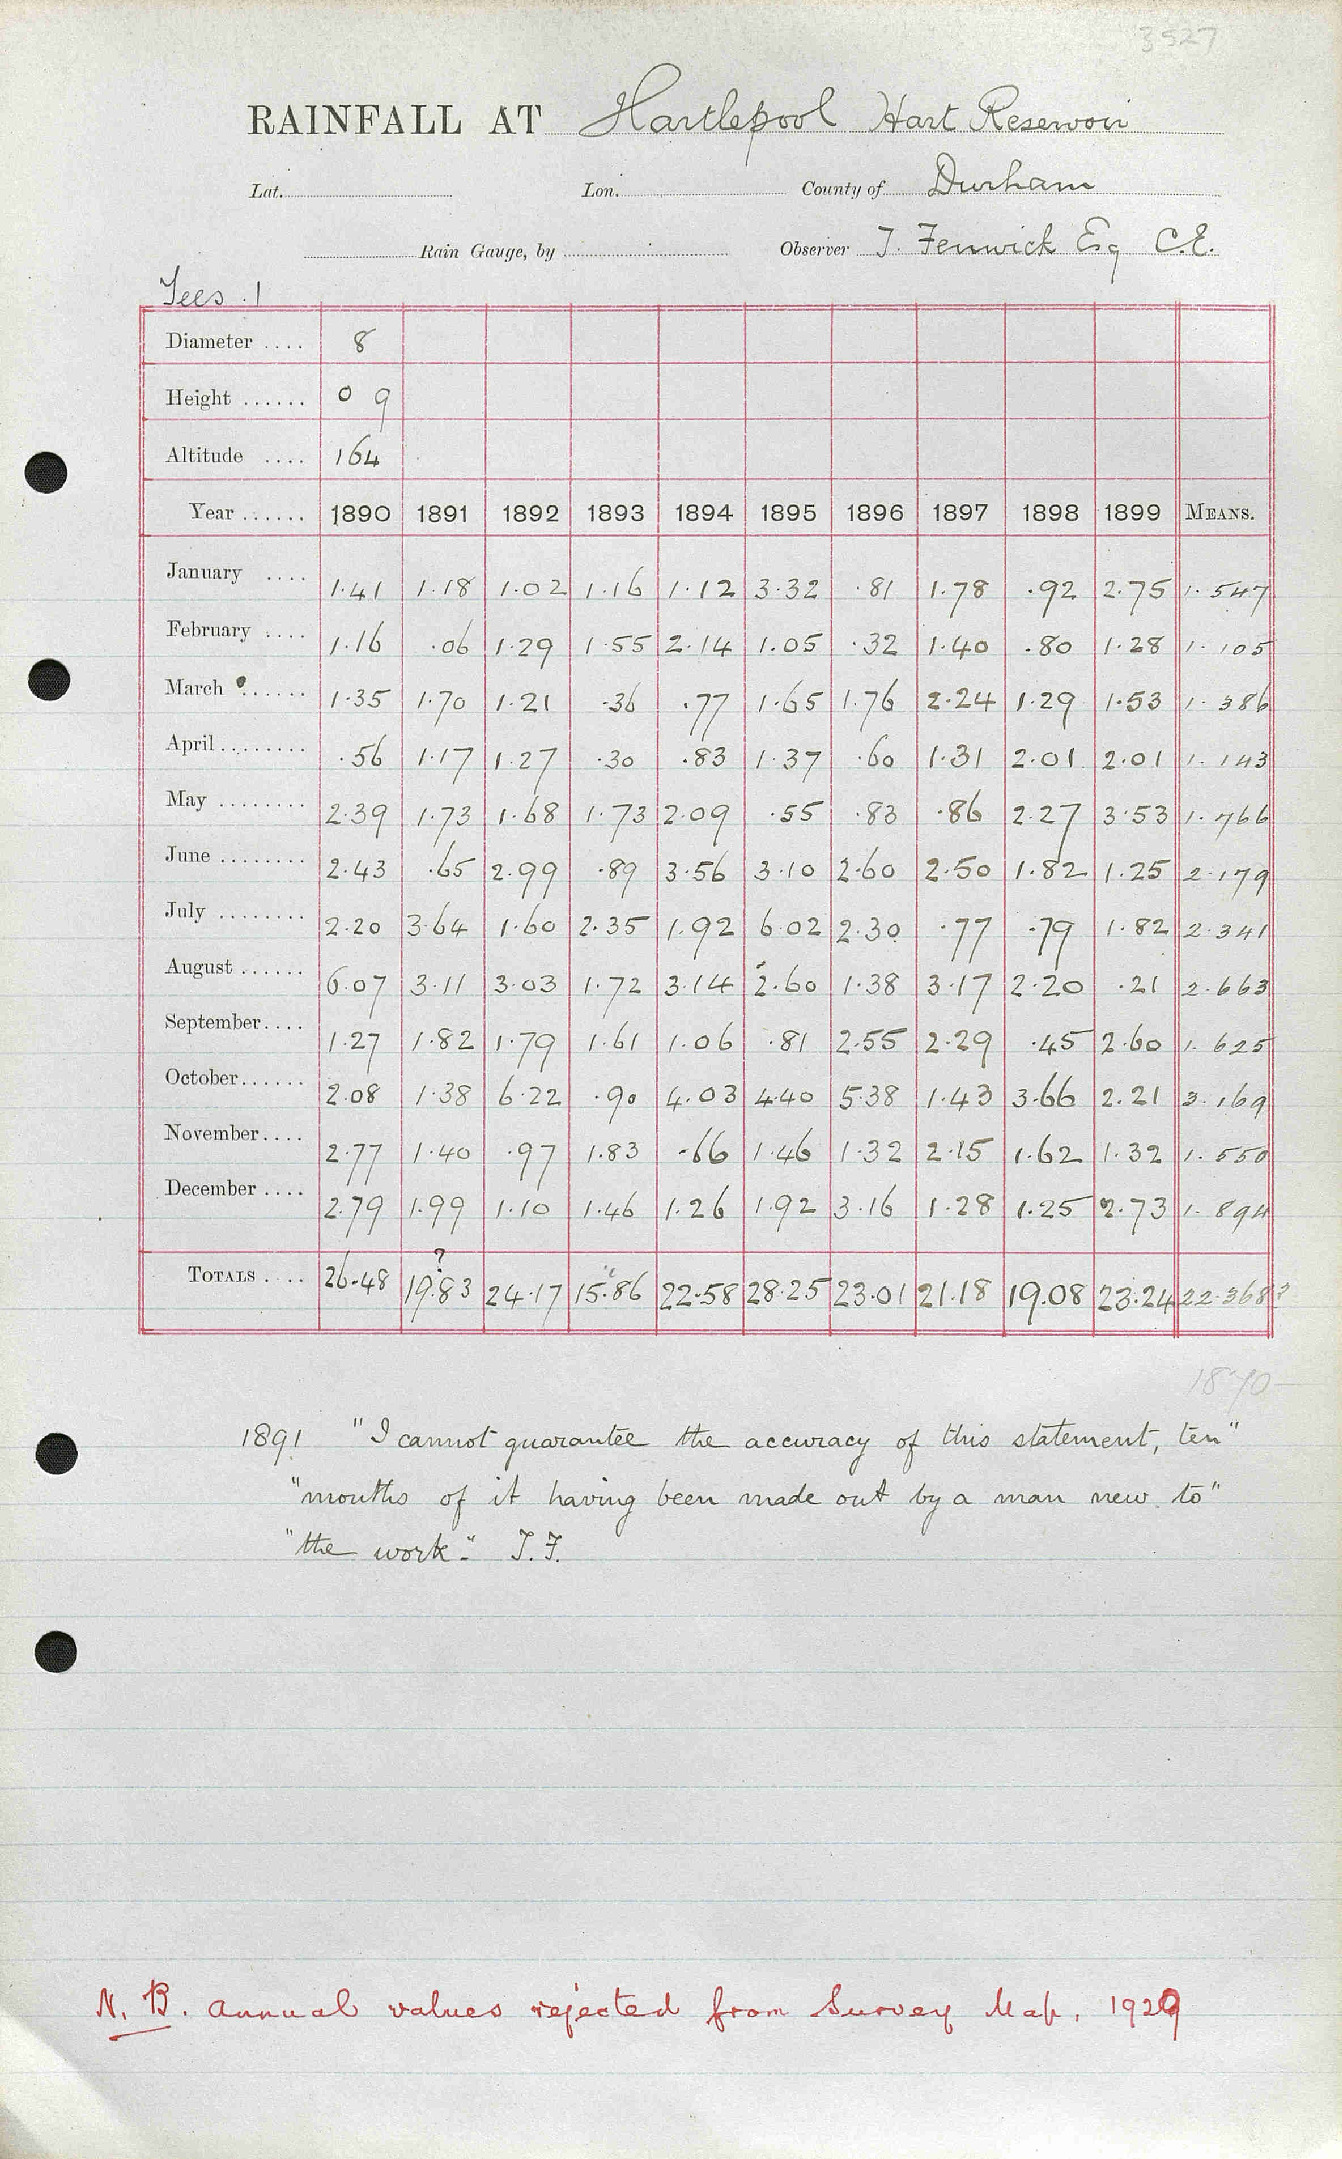 3527
RAINFALL AT Hartlepool Hart Reservoir
Lat. Lon. County of Durham
Rain Gauge, by Observer T. Fenwick Esq C.E.
Tees. 1
Diameter .... 8
Height ...... 0 9
Altitude .... 164
Year ...... 1890 1891 1892 1893 1894 1895 1896 1897 1898 1899 MEANS.
January .... 1.41 1.18 1.02 1.16 1.12 3.32 .81 1.78 .92 2.75 1.547
February .... 1.16 .06 1.29 1.55 2.14 1.05 .32 1.40 .80 1.28 1.105
March ...... 1.35 1.70 1.21 .36 .77 1.65 1.76 2.24 1.29 1.53 1.386
April ........ .56 1.17 1.27 .30 .83 1.37 .60 1.31 2.01 2.01 1.143
May ........ 2.39 1.73 1.68 1.73 2.09 .55 .83 .86 2.27 3.53 1.766
June ........ 2.43 .65 2.99 .89 3.56 3.10 2.60 2.50 1.82 1.25 2.179
July ........ 2.20 3.64 1.60 2.35 1.92 6.02 2.30 .77 .79 1.82 2.341
August ...... 6.07 3.11 3.03 1.72 3.14 2.60 1.38 3.17 2.20 .21 2.663
September .... 1.27 1.82 1.79 1.61 1.06 .81 2.55 2.29 .45 2.60 1.625
October ...... 2.08 1.38 6.22 .90 4.03 4.40 5.38 1.43 3.66 2.21 3.169
November .... 2.77 1.40 .97 1.83 .66 1.46 1.32 2.15 1.62 1.32 1.550
December .... 2.79 1.99 1.10 1.46 1.26 1.92 3.16 1.28 1.25 2.73 1.894
?
TOTALS .... 26.48 19.83 24.17 15.86 22.58 28.25 23.01 21.18 19.08 23.24 22.368?
1870-
1891 "I cannot guarantee the accuracy of this statement, ten"
"months of it having been made out by a man new to"
"the work." T.F.
N.B. Annual values rejected from Survey Map, 1929